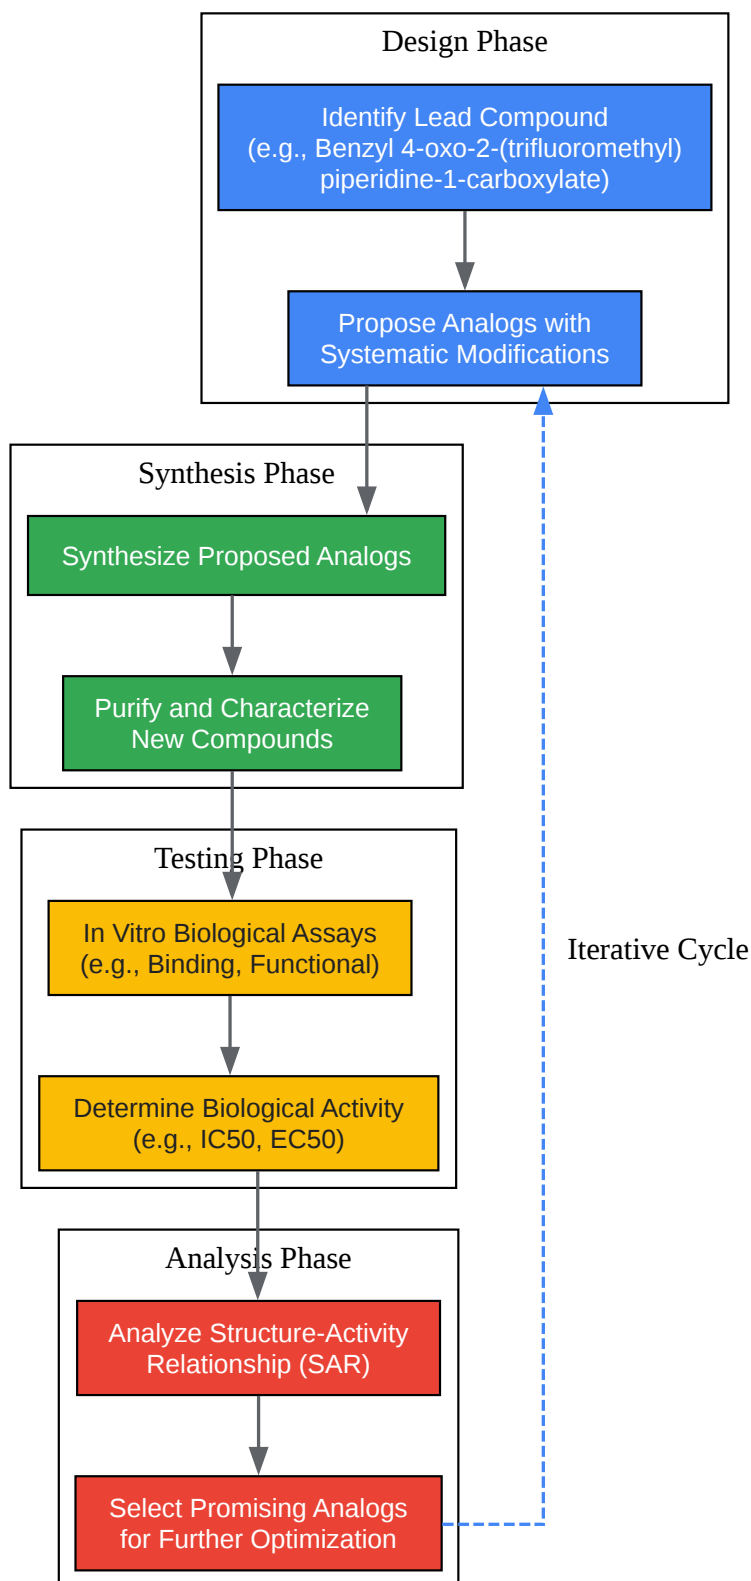 Design Phase
Identify Lead Compound
(e.g., Benzyl 4-oxo-2-(trifluoromethyl)
piperidine-1-carboxylate)
Propose Analogs with
Systematic Modifications
Synthesis Phase
Synthesize Proposed Analogs
Purify and Characterize
New Compounds
Testing Phase
In Vitro Biological Assays
(e.g., Binding, Functional)
Iterative Cycle
Determine Biological Activity
(e.g., IC50, EC50)
Analysis Phase
Analyze Structure-Activity
Relationship (SAR)
Select Promising Analogs
for Further Optimization